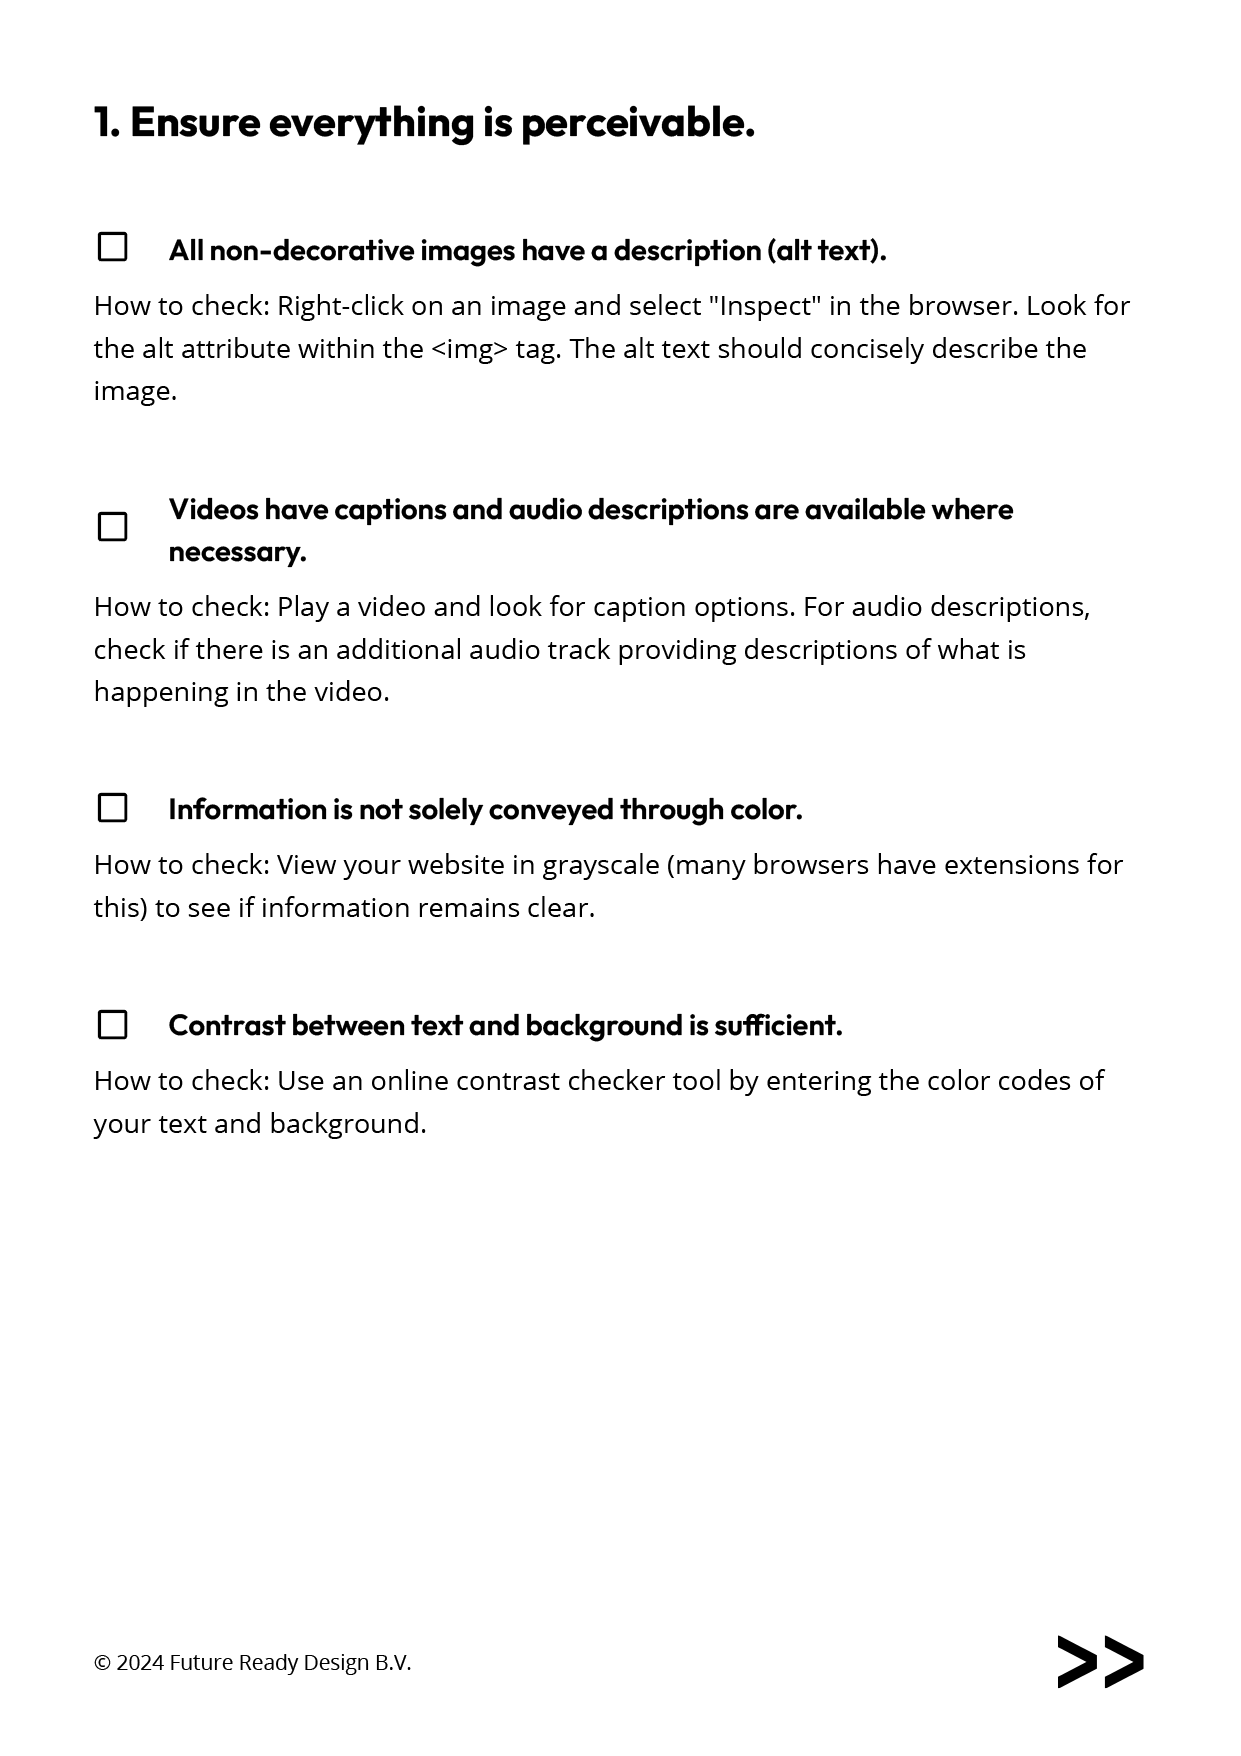 1. Ensure everything is perceivable.
All non-decorative images have a description (alt text).
How to check: Right-click on an image and select "Inspect" in the browser. Look for
the alt attribute within the <img> tag. The alt text should concisely describe the
image.
Videos have captions and audio descriptions are available where
necessary.
How to check: Play a video and look for caption options. For audio descriptions,
check if there is an additional audio track providing descriptions of what is
happening in the video.
Information is not solely conveyed through color.
How to check: View your website in grayscale (many browsers have extensions for
this) to see if information remains clear.
Contrast between text and background is sufficient.
How to check: Use an online contrast checker tool by entering the color codes of
your text and background.
© 2024 Future Ready Design B.V.
>>